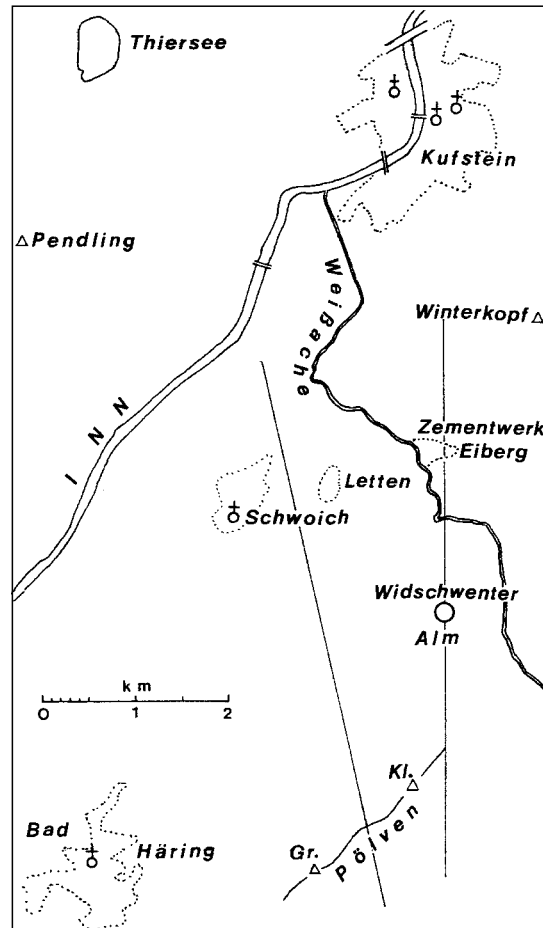 Thiersee
Kufstein
Pendling
Weißache
Winterkopf
INN
Zementwerk
Eiberg
Letten
Schwoich
Widschwenter
Alm
km
0 1 2
Kl.
Pölven
Bad
Häring
Gr.